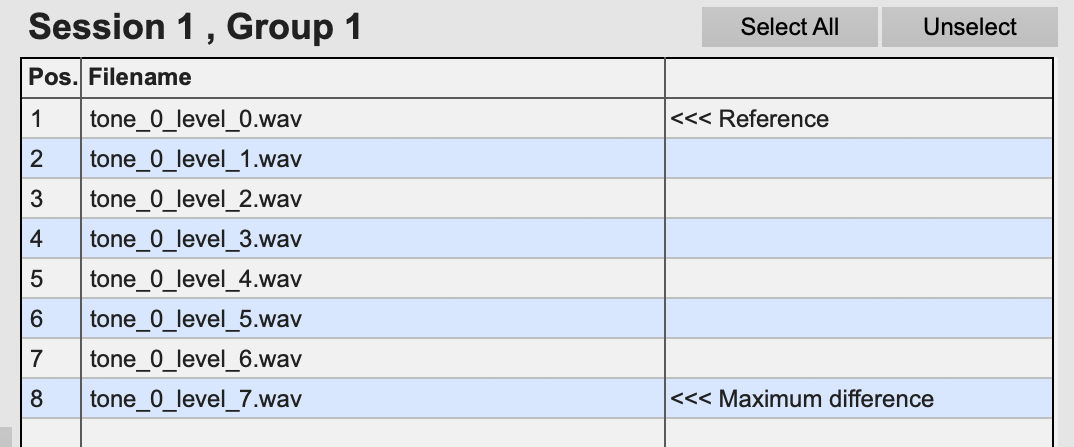 Session 1 , Group 1
Select All
Unselect
Pos. Filename
1 tone_0_level_0.wav <<< Reference
2 tone_0_level_1.wav
3 tone_0_level_2.wav
4 tone_0_level_3.wav
5 tone_0_level_4.wav
6 tone_0_level_5.wav
7 tone_0_level_6.wav
8 tone_0_level_7.wav <<< Maximum difference